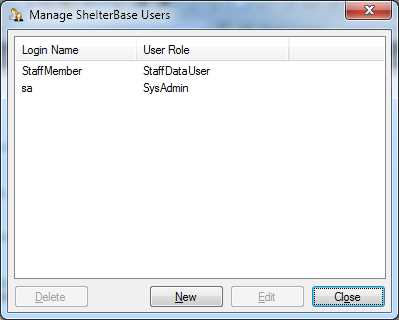 Manage ShelterBase Users
Login Name User Role
StaffMember StaffDataUser
sa SysAdmin
Delete New Edit Close